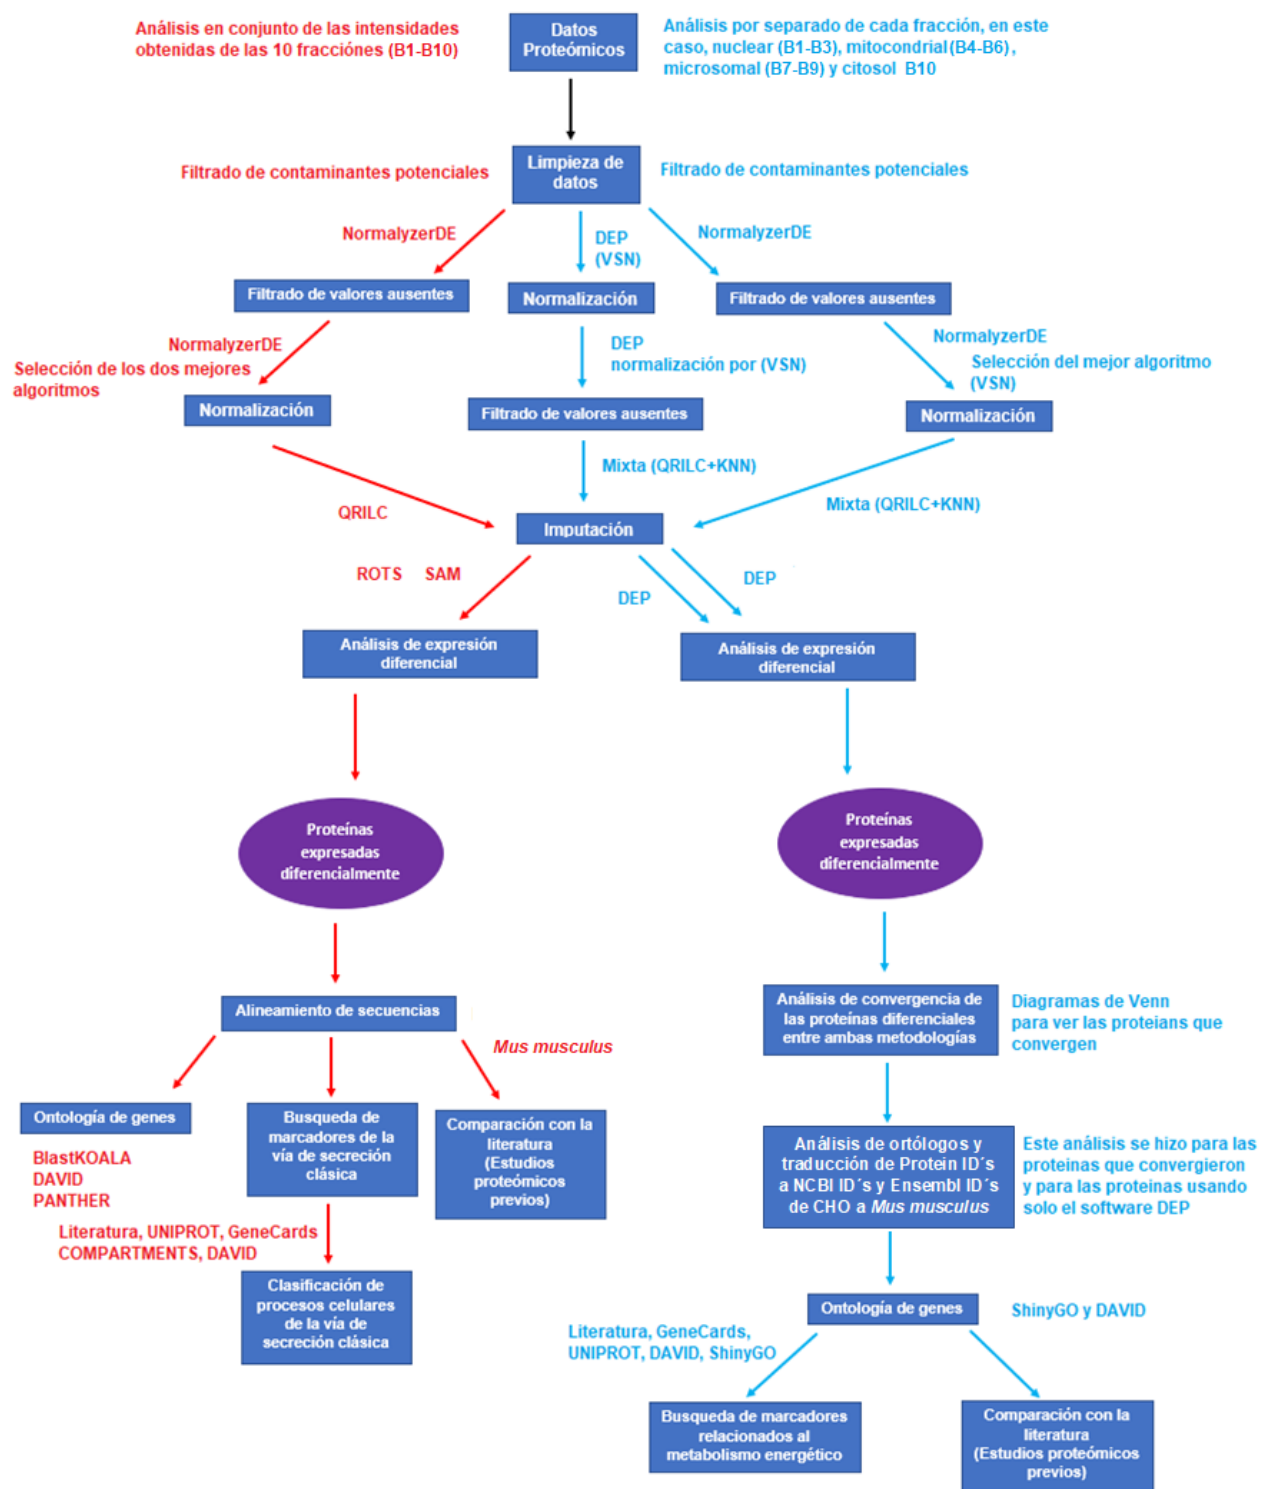 Análisis en conjunto de las intensidades
obtenidas de las 10 fracciónes (B1-B10)
Datos
Proteómicos
Análisis por separado de cada fracción, en este
caso, nuclear (B1-B3), mitocondrial (B4-B6) ,
microsomal (B7-B9) y citosol B10
Filtrado de contaminantes potenciales
Limpieza de
datos
Filtrado de contaminantes potenciales
NormalyzerDE
DEP
(VSN)
NormalyzerDE
Filtrado de valores ausentes
Normalización
Filtrado de valores ausentes
NormalyzerDE
Selección de los dos mejores
algoritmos
DEP
normalización por (VSN)
NormalyzerDE
Selección del mejor algoritmo
(VSN)
Normalización
Filtrado de valores ausentes
Normalización
Mixta (QRILC+KNN)
QRILC
Mixta (QRILC+KNN)
Imputación
ROTS SAM
DEP
DEP
Análisis de expresión
diferencial
Análisis de expresión
diferencial
Proteínas
expresadas
diferencialmente
Proteínas
expresadas
diferencialmente
Alineamiento de secuencias
Análisis de convergencia de
las proteínas diferenciales
entre ambas metodologías
Diagramas de Venn
para ver las proteians que
convergen
Mus musculus
Ontología de genes
Busqueda de
marcadores de la
vía de secreción
clásica
Comparación con la
literatura
(Estudios
proteómicos
previos)
BlastKOALA
DAVID
PANTHER
Análisis de ortólogos y
traducción de Protein ID´s
a NCBI ID´s y Ensembl ID´s
de CHO a Mus musculus
Este análisis se hizo para las
proteinas que convergieron
y para las proteinas usando
solo el software DEP
Literatura, UNIPROT, GeneCards
COMPARTMENTS, DAVID
Clasificación de
procesos celulares
de la vía de
secreción clásica
Ontología de genes
ShinyGO y DAVID
Literatura, GeneCards,
UNIPROT, DAVID, ShinyGO
Busqueda de marcadores
relacionados al
metabolismo energético
Comparación con la
literatura
(Estudios proteómicos
previos)